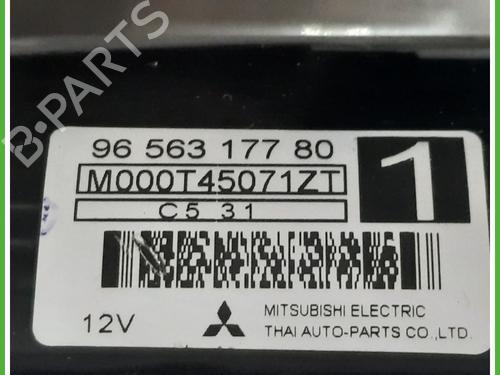 B-PARTS
96 563 177 80
1
M000T45071ZT
C5 31
12V
MITSUBISHI ELECTRIC
THAI AUTO-PARTS CO.,LTD.